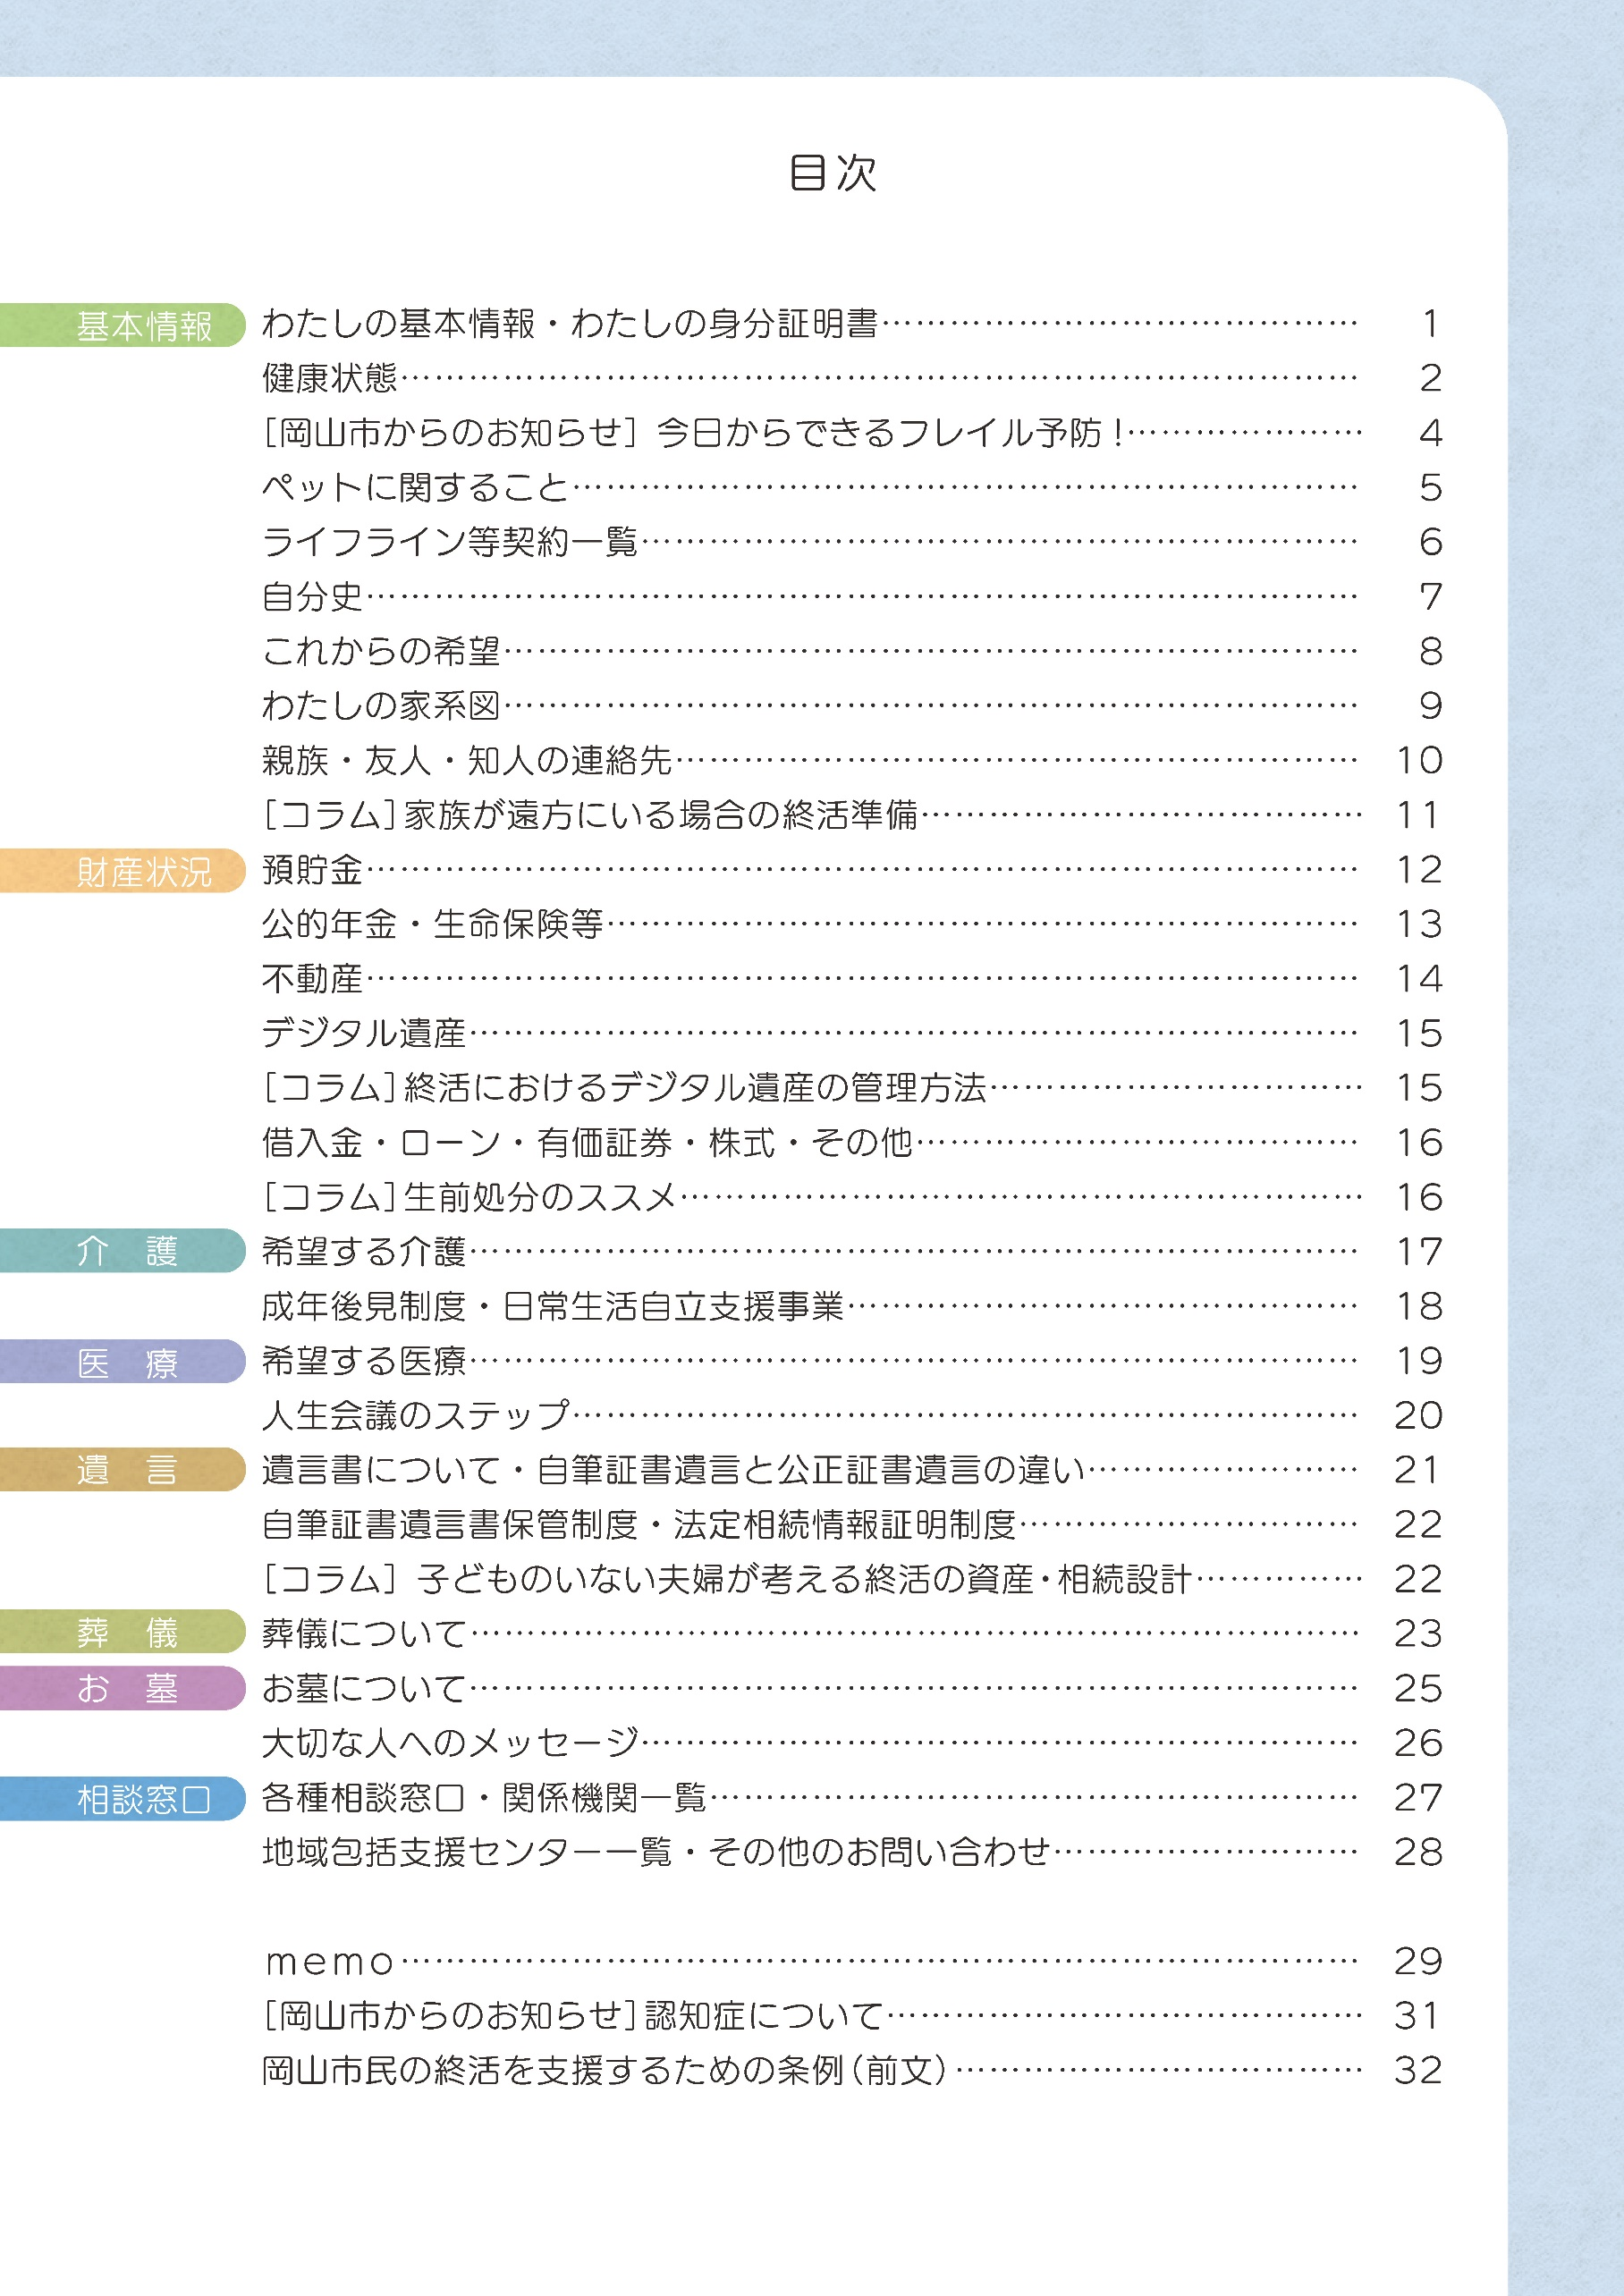 目次
基本情報 わたしの基本情報・わたしの身分証明書…………………………………… 1
健康状態………………………………………………………………………… 2
[岡山市からのお知らせ] 今日からできるフレイル予防！………………… 4
ペットに関すること…………………………………………………………… 5
ライフライン等契約一覧……………………………………………………… 6
自分史…………………………………………………………………………… 7
これからの希望………………………………………………………………… 8
わたしの家系図………………………………………………………………… 9
親族・友人・知人の連絡先…………………………………………………… 10
[コラム]家族が遠方にいる場合の終活準備………………………………… 11
財産状況 預貯金…………………………………………………………………………… 12
公的年金・生命保険等………………………………………………………… 13
不動産…………………………………………………………………………… 14
デジタル遺産…………………………………………………………………… 15
[コラム]終活におけるデジタル遺産の管理方法…………………………… 15
借入金・ローン・有価証券・株式・その他………………………………… 16
[コラム]生前処分のススメ…………………………………………………… 16
介　護 希望する介護…………………………………………………………………… 17
成年後見制度・日常生活自立支援事業……………………………………… 18
医　療 希望する医療…………………………………………………………………… 19
人生会議のステップ…………………………………………………………… 20
遺　言 遺言書について・自筆証書遺言と公正証書遺言の違い…………………… 21
自筆証書遺言書保管制度・法定相続情報証明制度………………………… 22
[コラム] 子どものいない夫婦が考える終活の資産・相続設計…………… 22
葬　儀 葬儀について…………………………………………………………………… 23
お　墓 お墓について…………………………………………………………………… 25
大切な人へのメッセージ……………………………………………………… 26
相談窓口 各種相談窓口・関係機関一覧………………………………………………… 27
地域包括支援センター一覧・その他のお問い合わせ……………………… 28
ｍｅｍｏ………………………………………………………………………… 29
[岡山市からのお知らせ]認知症について…………………………………… 31
岡山市民の終活を支援するための条例（前文）……………………………… 32